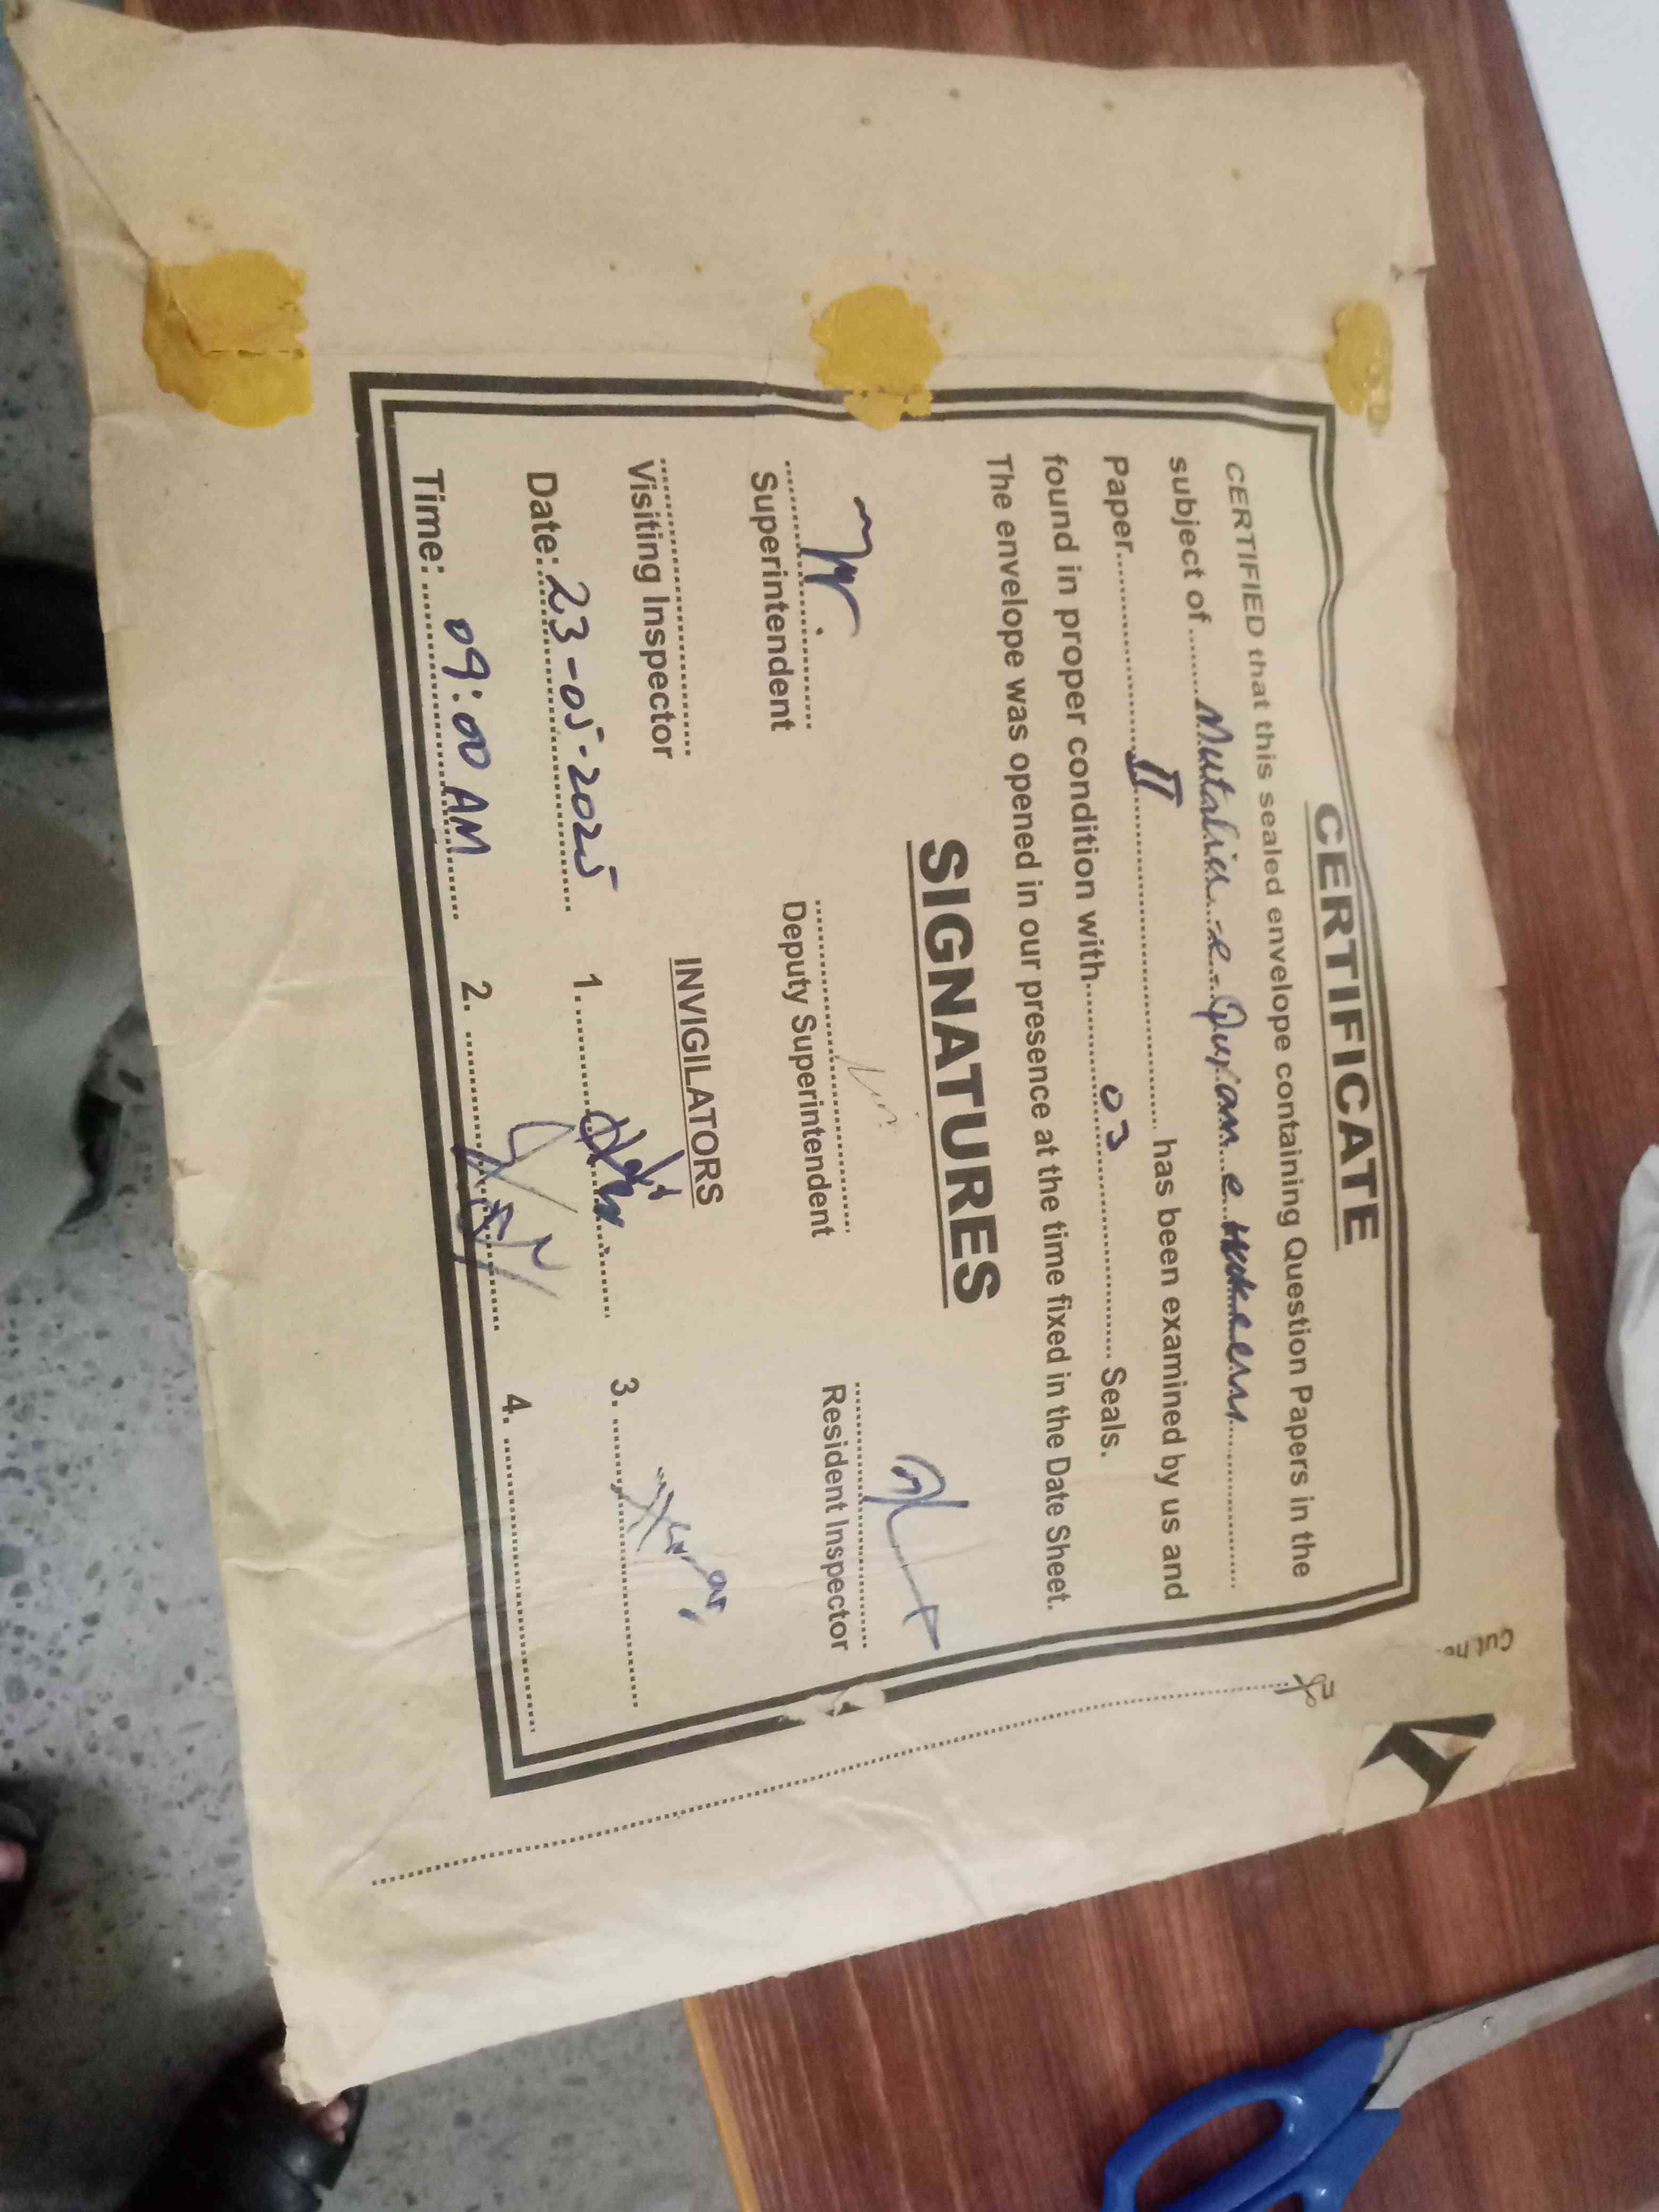 CERTIFICATE
CERTIFIED that this sealed envelope containing Question Papers in the
subject of ........ Mutalia-e-Quran e Hakeem ........
Paper ........ II ........ has been examined by us and
found in proper condition with ........ 03 ........ Seals.
The envelope was opened in our presence at the time fixed in the Date Sheet.
SIGNATURES
Superintendent Deputy Superintendent Resident Inspector
Visiting Inspector
INVIGILATORS
Date: 23-05-2025 1. ........ 3. ........
Time: 09:00 AM 2. ........ 4. ........
Cut no.